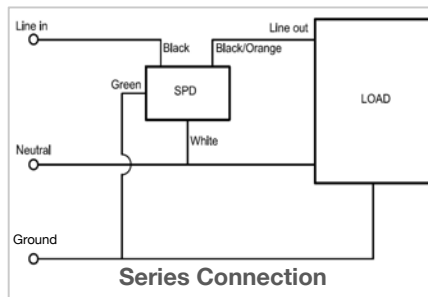 Line in
Line out
Black
Black/Orange
Green
SPD
LOAD
White
Neutral
Ground
Series Connection